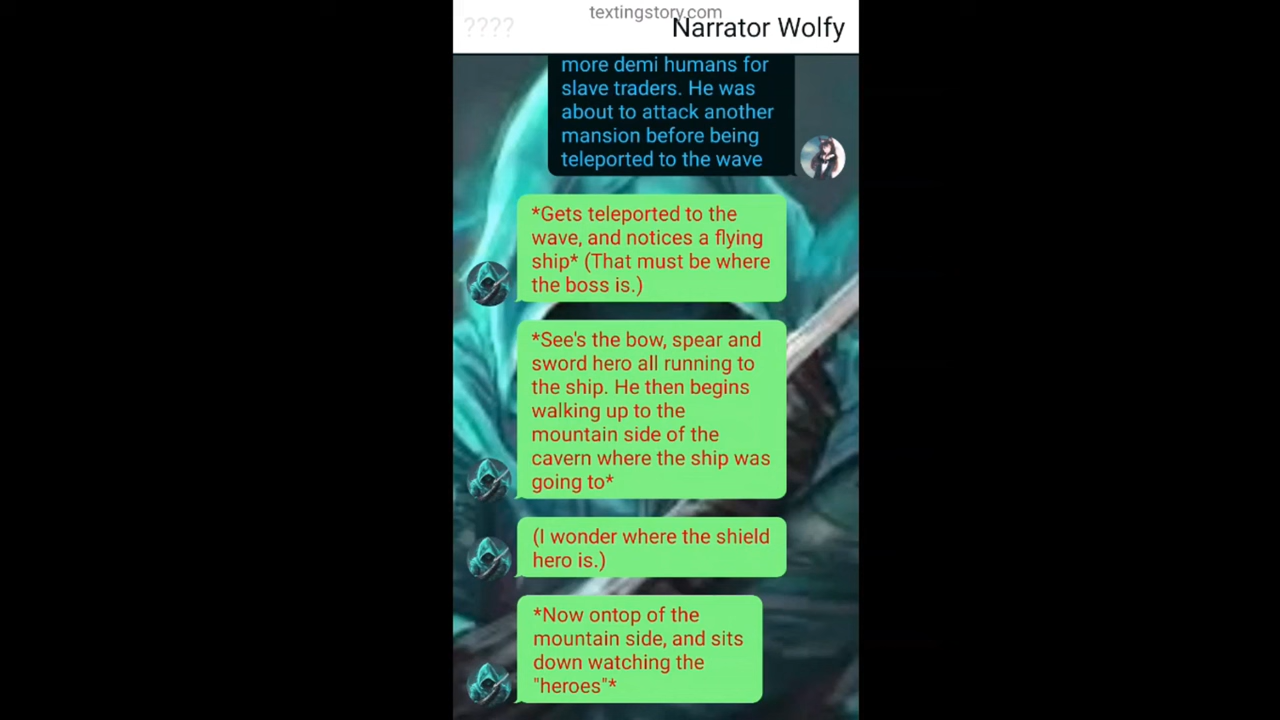 textingstory.com
????
Narrator Wolfy
more demi humans for
slave traders. He was
about to attack another
mansion before being
teleported to the wave
*Gets teleported to the
wave, and notices a flying
ship* (That must be where
the boss is.)
*See's the bow, spear and
sword hero all running to
the ship. He then begins
walking up to the
mountain side of the
cavern where the ship was
going to*
(I wonder where the shield
hero is.)
*Now ontop of the
mountain side, and sits
down watching the
"heroes"*